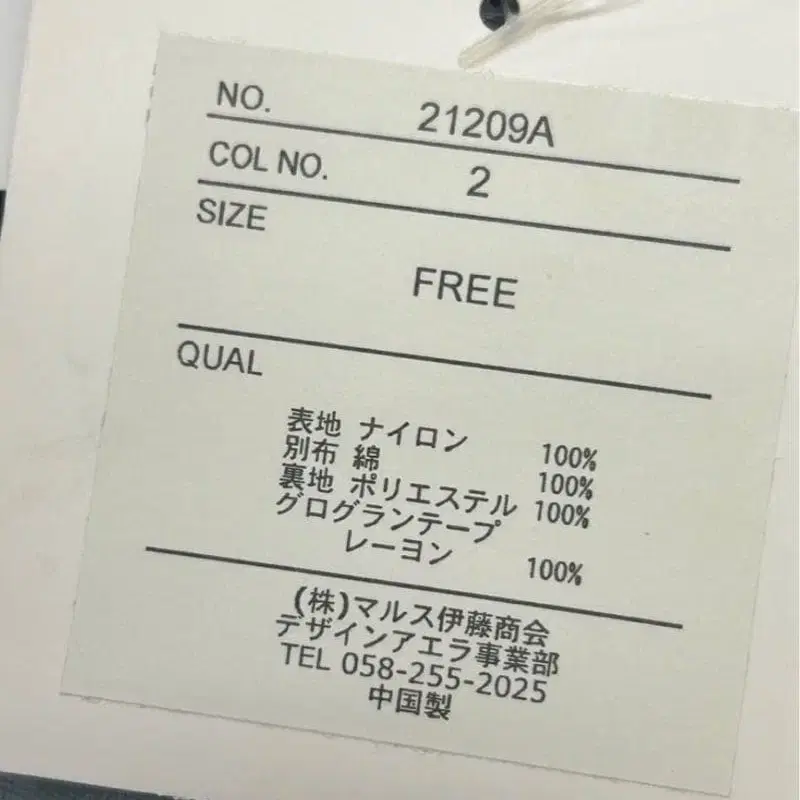 NO. 21209A
COL NO. 2
SIZE
FREE
QUAL
表地 ナイロン 100%
別布 綿 100%
裏地 ポリエステル 100%
グログランテープ
レーヨン 100%
(株)マルス伊藤商会
デザインアエラ事業部
TEL 058-255-2025
中国製